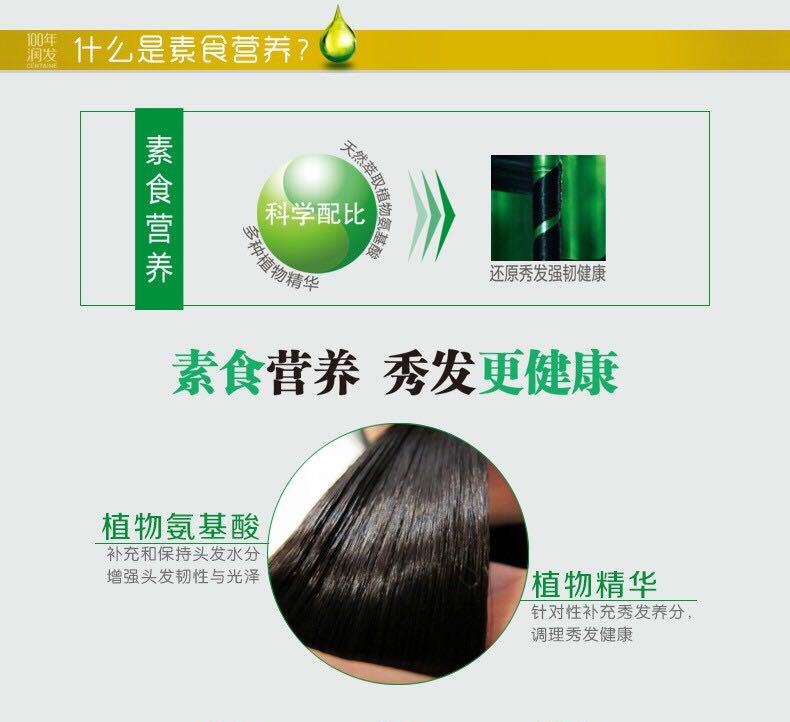 100年
润发
CENTAINE
什么是素食营养?
素食营养
天然萃取植物氨基酸
科学配比
多种植物精华
还原秀发强韧健康
素食营养 秀发更健康
植物氨基酸
补充和保持头发水分
增强头发韧性与光泽
植物精华
针对性补充秀发养分,
调理秀发健康